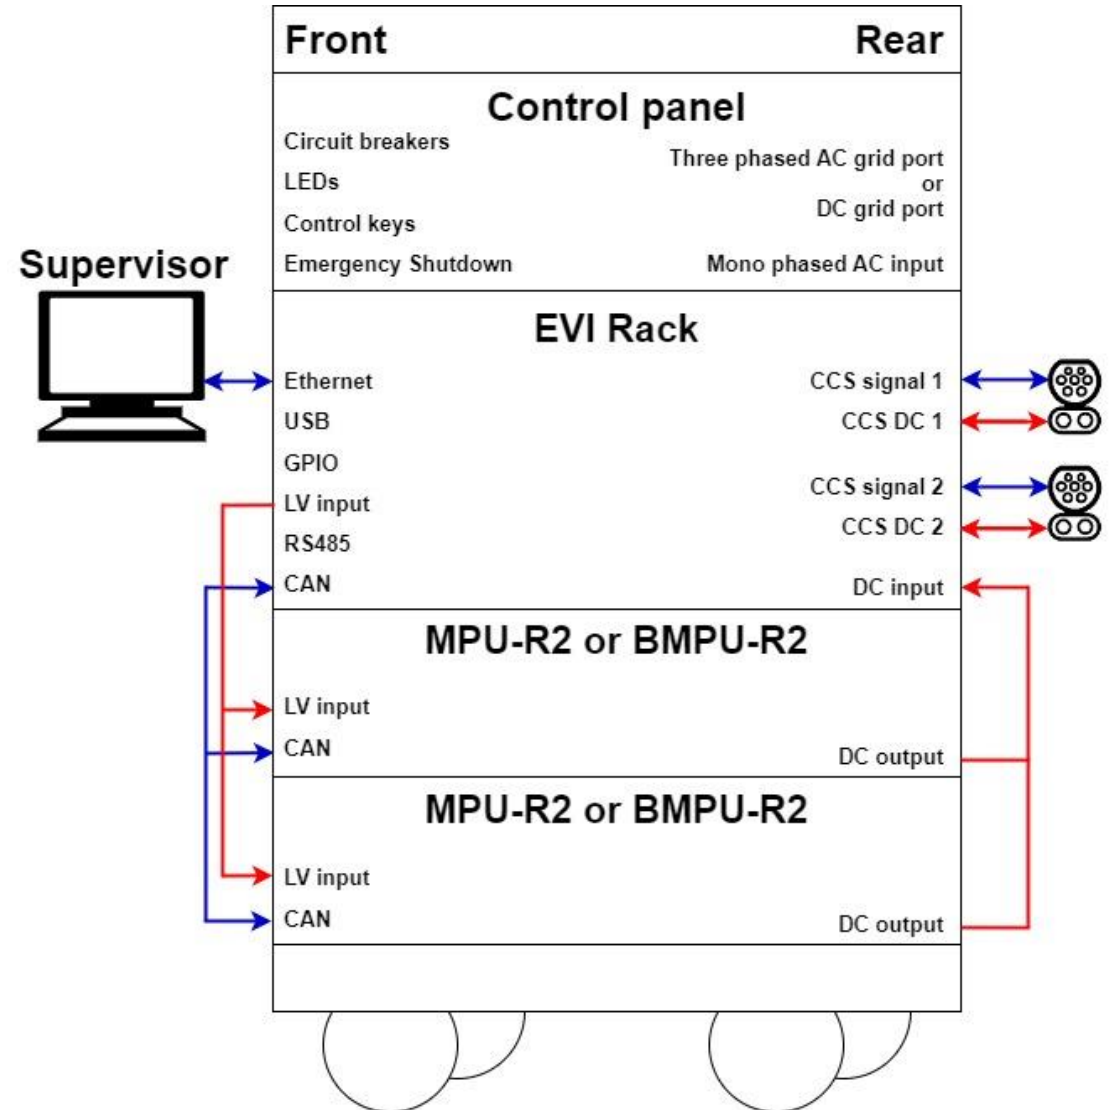 Front
Rear
Control panel
Circuit breakers
LEDs
Control keys
Emergency Shutdown
Three phased AC grid port
or
DC grid port
Mono phased AC input
Supervisor
EVI Rack
Ethernet
USB
GPIO
LV input
RS485
CAN
CCS signal 1
CCS DC 1
CCS signal 2
CCS DC 2
DC input
MPU-R2 or BMPU-R2
LV input
CAN
DC output
MPU-R2 or BMPU-R2
LV input
CAN
DC output